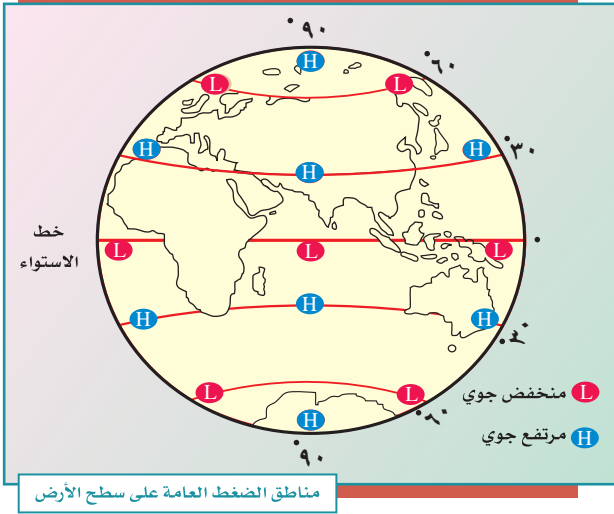 °٩٠
H
°٦٠
L
L
H
H
°٣٠
H
خط
الاستواء
°
L
L
L
H
H
H
°٣٠
L
L
منخفض جوي L
°٦٠
H
مرتفع جوي H
°٩٠
مناطق الضغط العامة على سطح الأرض